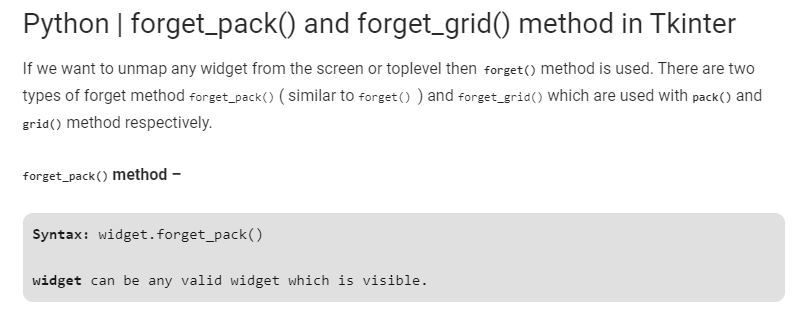 Python | forget_pack() and forget_grid() method in Tkinter
If we want to unmap any widget from the screen or toplevel then forget() method is used. There are two
types of forget method forget_pack() ( similar to forget() ) and forget_grid() which are used with pack() and
grid() method respectively.
forget_pack() method –
Syntax: widget.forget_pack()
widget can be any valid widget which is visible.